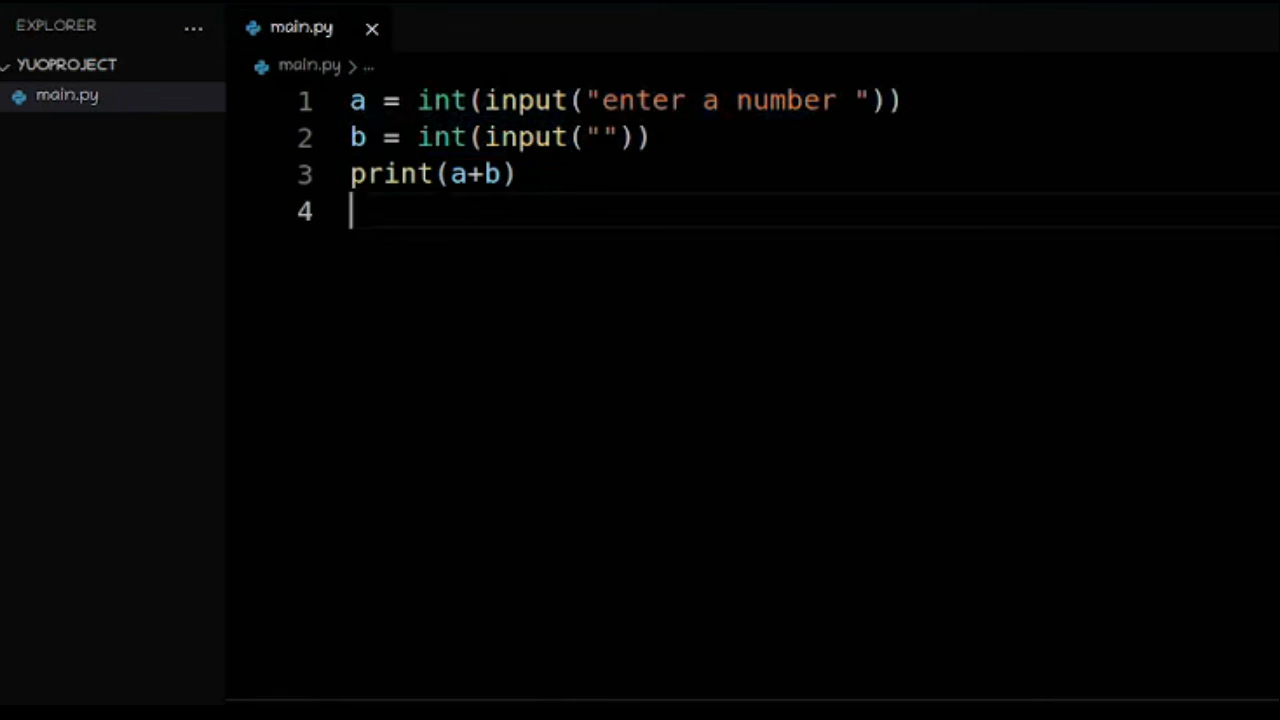 EXPLORER ...
YUOPROJECT
main.py
main.py ×
main.py > ...
1 a = int(input("enter a number "))
2 b = int(input(""))
3 print(a+b)
4